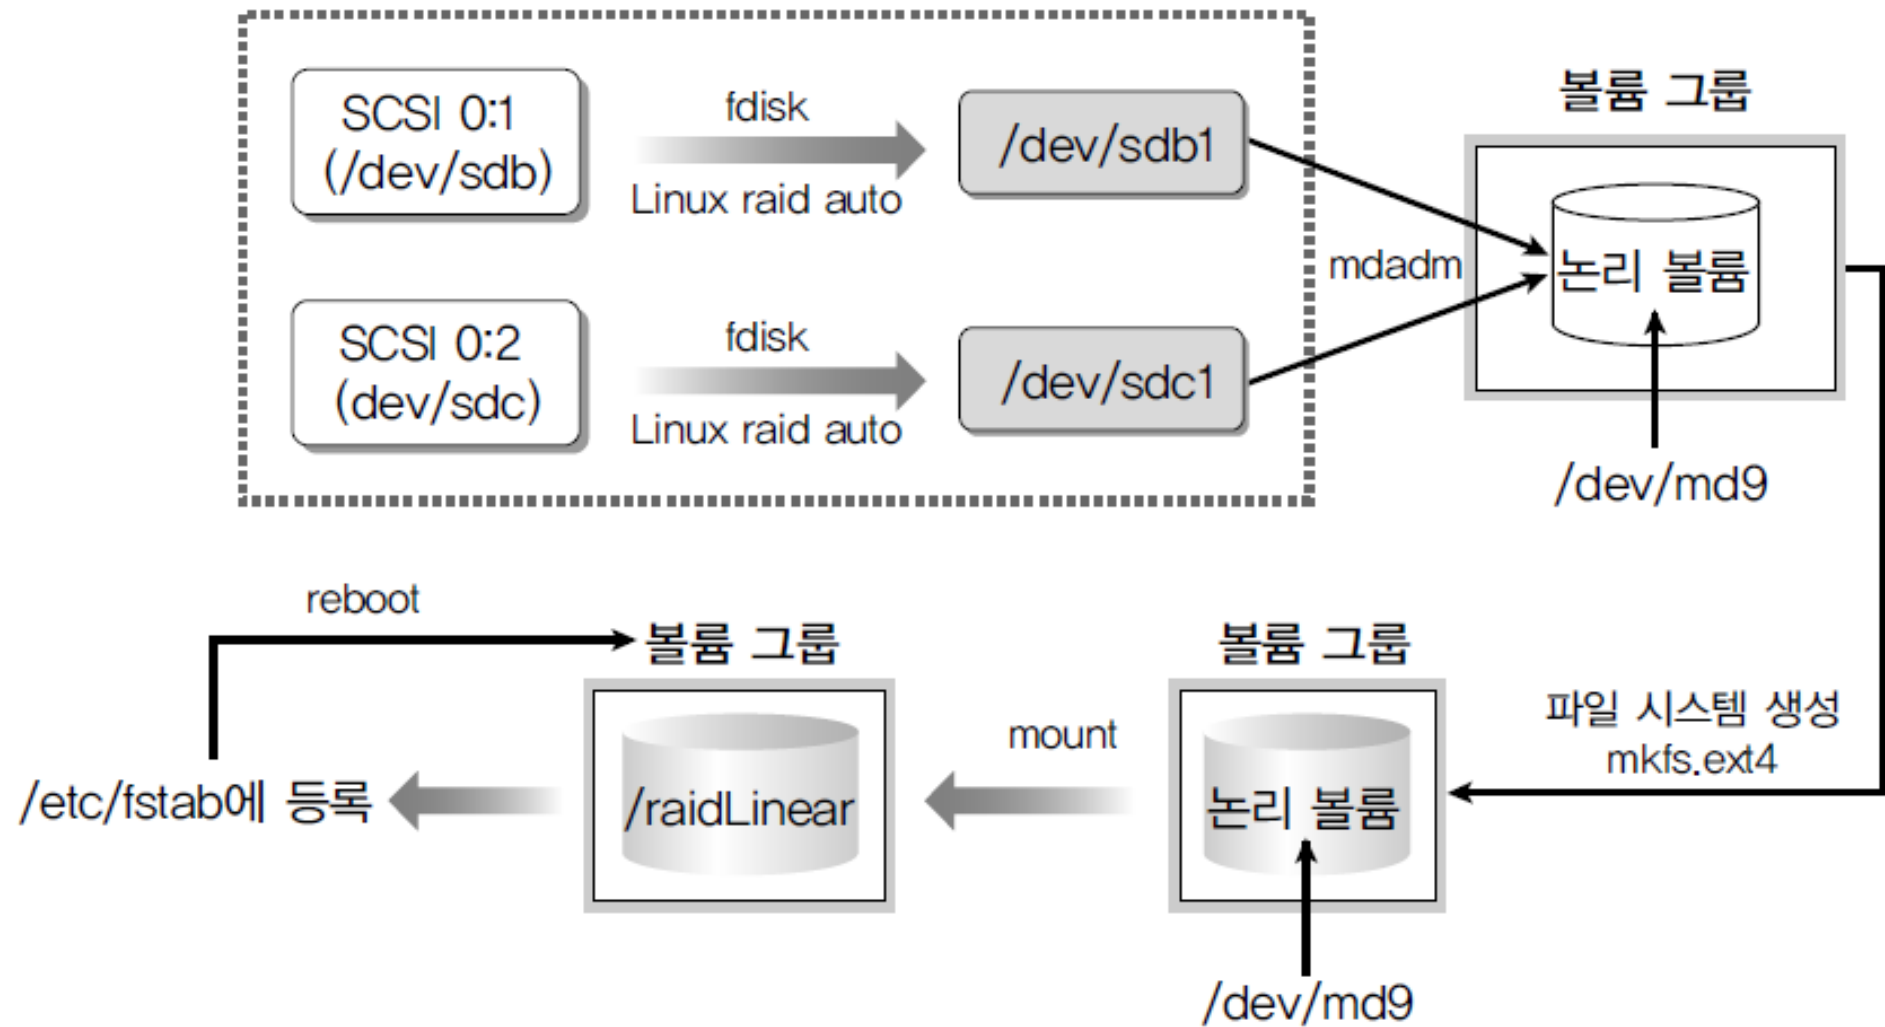 SCSI 0:1
(/dev/sdb)
fdisk
Linux raid auto
/dev/sdb1
볼륨 그룹
논리 볼륨
mdadm
SCSI 0:2
(dev/sdc)
fdisk
Linux raid auto
/dev/sdc1
/dev/md9
reboot
볼륨 그룹
볼륨 그룹
파일 시스템 생성
mkfs.ext4
mount
/etc/fstab에 등록
/raidLinear
논리 볼륨
/dev/md9